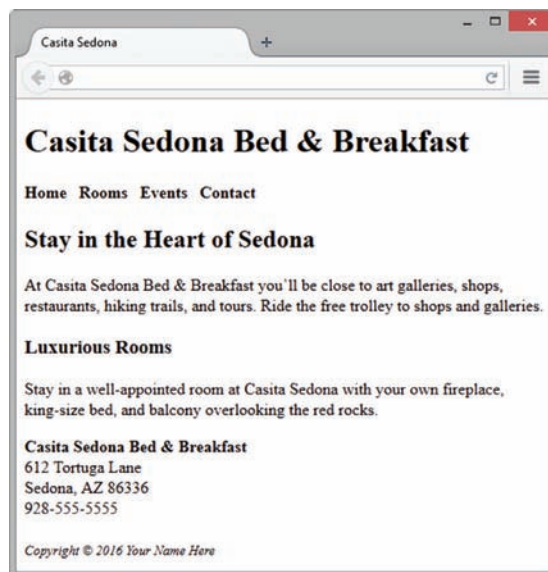 Casita Sedona
Casita Sedona Bed & Breakfast
Home Rooms Events Contact
Stay in the Heart of Sedona
At Casita Sedona Bed & Breakfast you`ll be close to art galleries, shops,
restaurants, hiking trails, and tours. Ride the free trolley to shops and galleries.
Luxurious Rooms
Stay in a well-appointed room at Casita Sedona with your own fireplace,
king-size bed, and balcony overlooking the red rocks.
Casita Sedona Bed & Breakfast
612 Tortuga Lane
Sedona, AZ 86336
928-555-5555
Copyright © 2016 Your Name Here